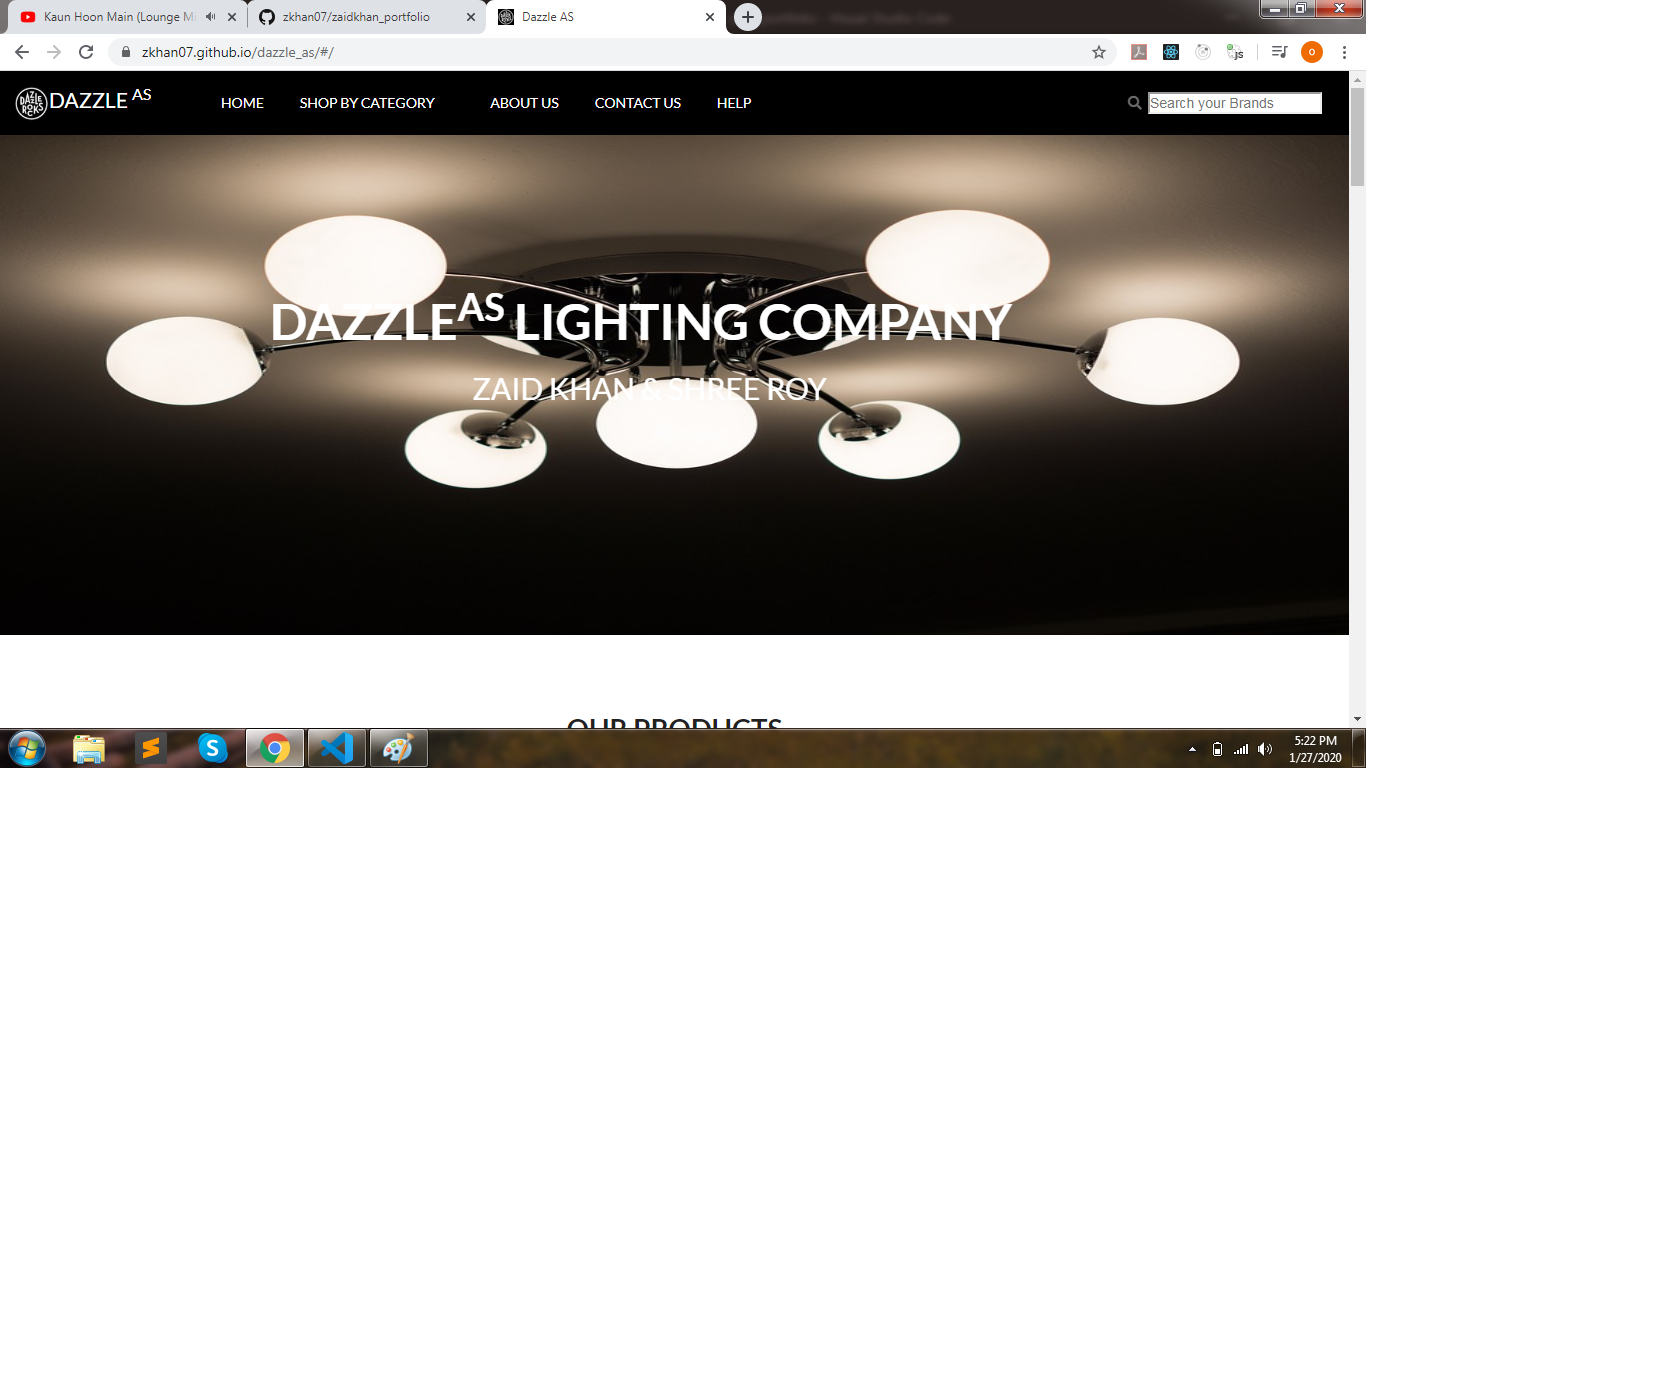 Kaun Hoon Main (Lounge M
zkhan07/zaidkhan_portfolio
Dazzle AS
zkhan07.github.io/dazzle_as/#/
DAZZLE ROCKS
DAZZLE AS
HOME
SHOP BY CATEGORY
ABOUT US
CONTACT US
HELP
Search your Brands
DAZZLEAS LIGHTING COMPANY
ZAID KHAN & SHREE ROY
OUR PRODUCTS
5:22 PM
1/27/2020